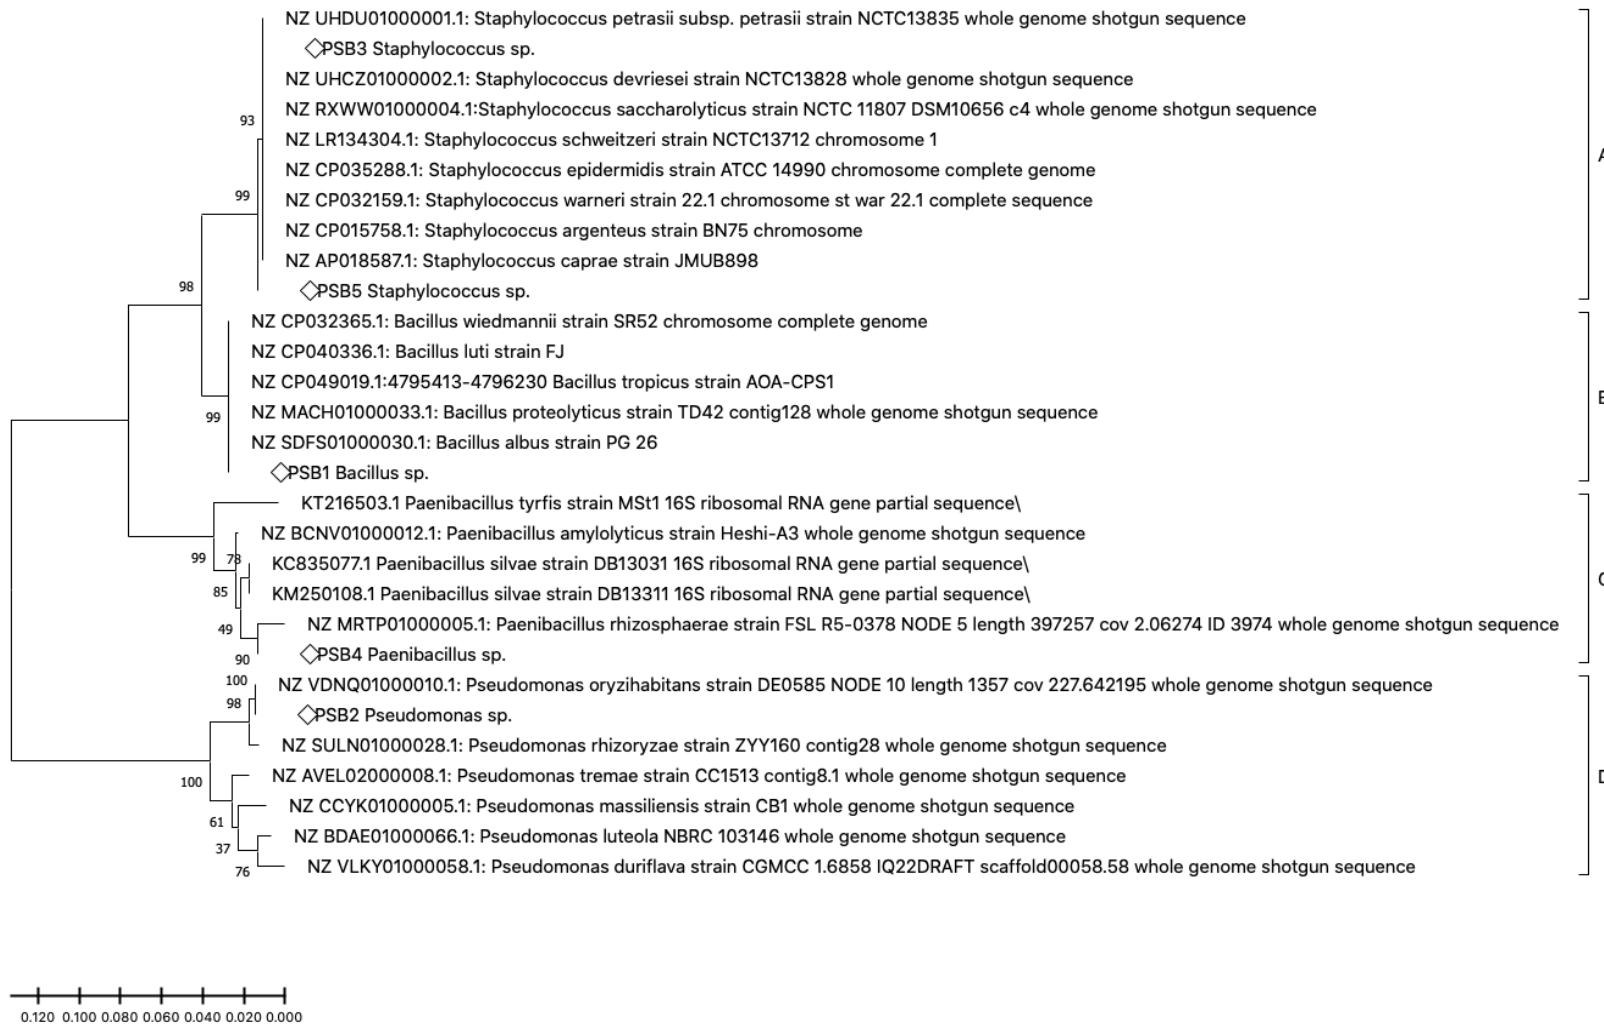 NZ UHDU01000001.1: Staphylococcus petrasii subsp. petrasii strain NCTC13835 whole genome shotgun sequence
PSB3 Staphylococcus sp.
NZ UHCZ01000002.1: Staphylococcus devriesei strain NCTC13828 whole genome shotgun sequence
NZ RXWW01000004.1:Staphylococcus saccharolyticus strain NCTC 11807 DSM10656 c4 whole genome shotgun sequence
93
NZ LR134304.1: Staphylococcus schweitzeri strain NCTC13712 chromosome 1
A
NZ CP035288.1: Staphylococcus epidermidis strain ATCC 14990 chromosome complete genome
99
NZ CP032159.1: Staphylococcus warneri strain 22.1 chromosome st war 22.1 complete sequence
NZ CP015758.1: Staphylococcus argenteus strain BN75 chromosome
NZ AP018587.1: Staphylococcus caprae strain JMUB898
98
PSB5 Staphylococcus sp.
NZ CP032365.1: Bacillus wiedmannii strain SR52 chromosome complete genome
NZ CP040336.1: Bacillus luti strain FJ
NZ CP049019.1:4795413-4796230 Bacillus tropicus strain AOA-CPS1
NZ MACH01000033.1: Bacillus proteolyticus strain TD42 contig128 whole genome shotgun sequence
99
NZ SDFS01000030.1: Bacillus albus strain PG 26
PSB1 Bacillus sp.
KT216503.1 Paenibacillus tyrfis strain MSt1 16S ribosomal RNA gene partial sequence\
NZ BCNV01000012.1: Paenibacillus amylolyticus strain Heshi-A3 whole genome shotgun sequence
99
78
KC835077.1 Paenibacillus silvae strain DB13031 16S ribosomal RNA gene partial sequence\
85
KM250108.1 Paenibacillus silvae strain DB13311 16S ribosomal RNA gene partial sequence\
49
NZ MRTP01000005.1: Paenibacillus rhizosphaerae strain FSL R5-0378 NODE 5 length 397257 cov 2.06274 ID 3974 whole genome shotgun sequence
90
PSB4 Paenibacillus sp.
100
NZ VDNQ01000010.1: Pseudomonas oryzihabitans strain DE0585 NODE 10 length 1357 cov 227.642195 whole genome shotgun sequence
98
PSB2 Pseudomonas sp.
NZ SULN01000028.1: Pseudomonas rhizoryzae strain ZYY160 contig28 whole genome shotgun sequence
100
NZ AVEL02000008.1: Pseudomonas tremae strain CC1513 contig8.1 whole genome shotgun sequence
NZ CCYK01000005.1: Pseudomonas massiliensis strain CB1 whole genome shotgun sequence
61
NZ BDAE01000066.1: Pseudomonas luteola NBRC 103146 whole genome shotgun sequence
37
NZ VLKY01000058.1: Pseudomonas duriflava strain CGMCC 1.6858 IQ22DRAFT scaffold00058.58 whole genome shotgun sequence
76
0.120 0.100 0.080 0.060 0.040 0.020 0.000